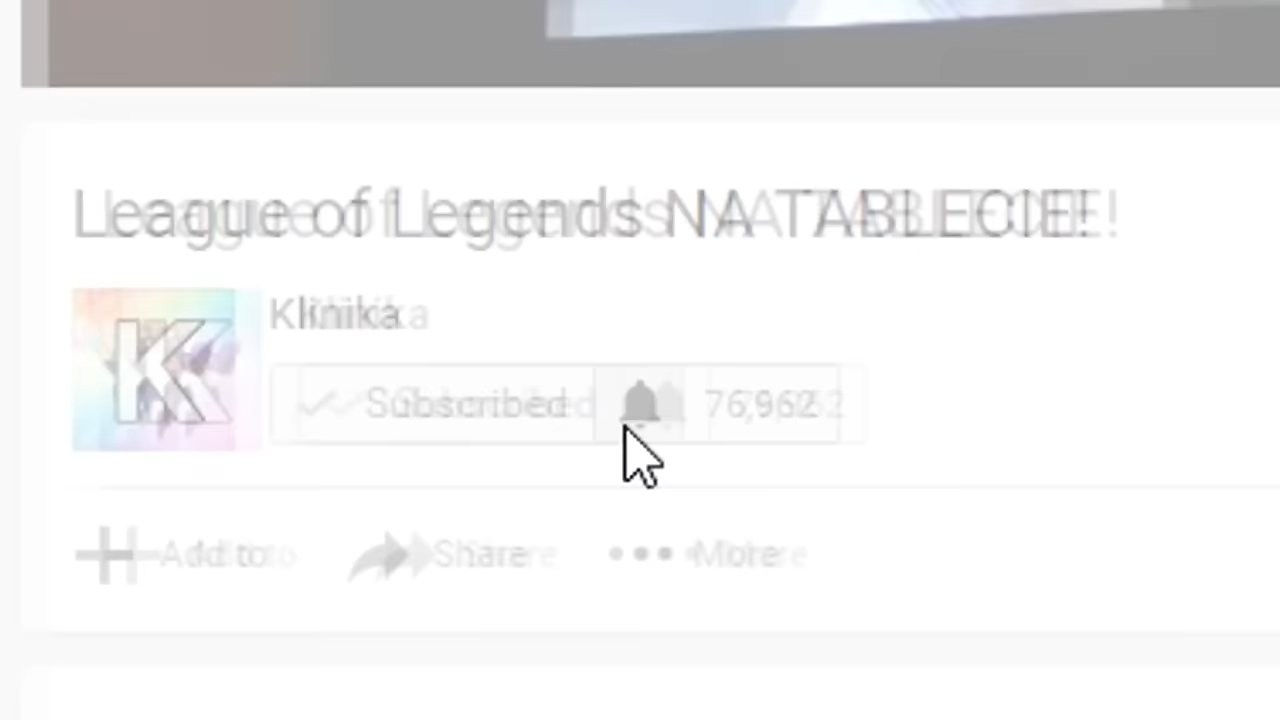 League of Legends NA TABLECIE!
K
Klinika
Subscribed 76,962
Add to Share More